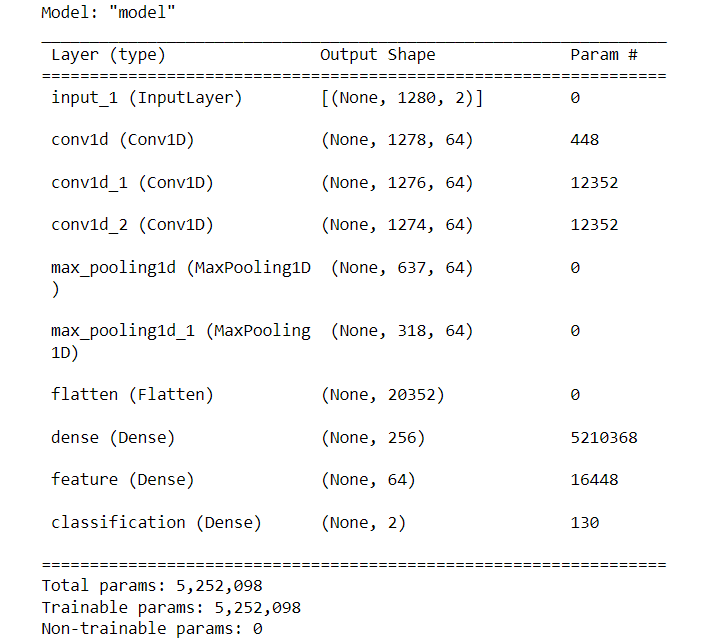 Model: "model"
_________________________________________________________________
Layer (type) Output Shape Param #
=================================================================
input_1 (InputLayer) [(None, 1280, 2)] 0
conv1d (Conv1D) (None, 1278, 64) 448
conv1d_1 (Conv1D) (None, 1276, 64) 12352
conv1d_2 (Conv1D) (None, 1274, 64) 12352
max_pooling1d (MaxPooling1D (None, 637, 64) 0
)
max_pooling1d_1 (MaxPooling (None, 318, 64) 0
1D)
flatten (Flatten) (None, 20352) 0
dense (Dense) (None, 256) 5210368
feature (Dense) (None, 64) 16448
classification (Dense) (None, 2) 130
=================================================================
Total params: 5,252,098
Trainable params: 5,252,098
Non-trainable params: 0